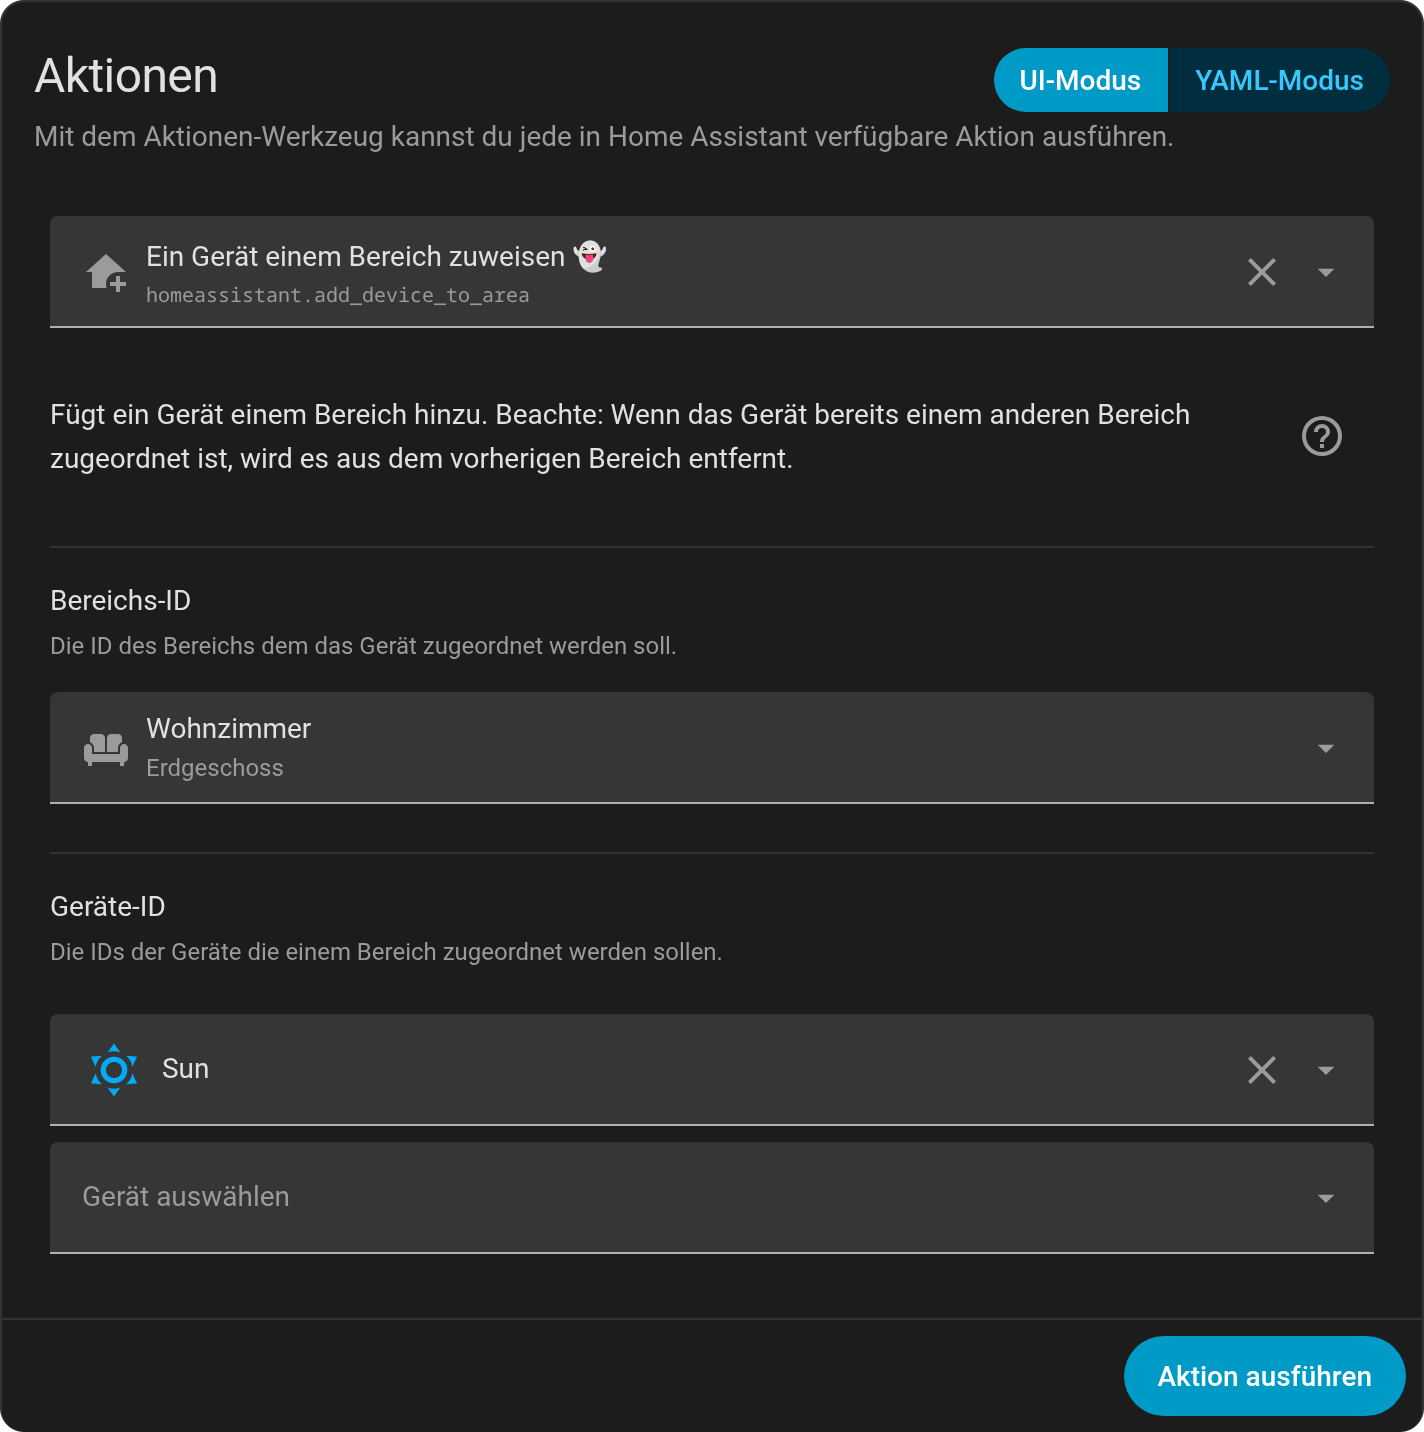 Aktionen
UI-Modus
YAML-Modus
Mit dem Aktionen-Werkzeug kannst du jede in Home Assistant verfügbare Aktion ausführen.
Ein Gerät einem Bereich zuweisen 👻
homeassistant.add_device_to_area
Fügt ein Gerät einem Bereich hinzu. Beachte: Wenn das Gerät bereits einem anderen Bereich
zugeordnet ist, wird es aus dem vorherigen Bereich entfernt.
Bereichs-ID
Die ID des Bereichs dem das Gerät zugeordnet werden soll.
Wohnzimmer
Erdgeschoss
Geräte-ID
Die IDs der Geräte die einem Bereich zugeordnet werden sollen.
Sun
Gerät auswählen
Aktion ausführen